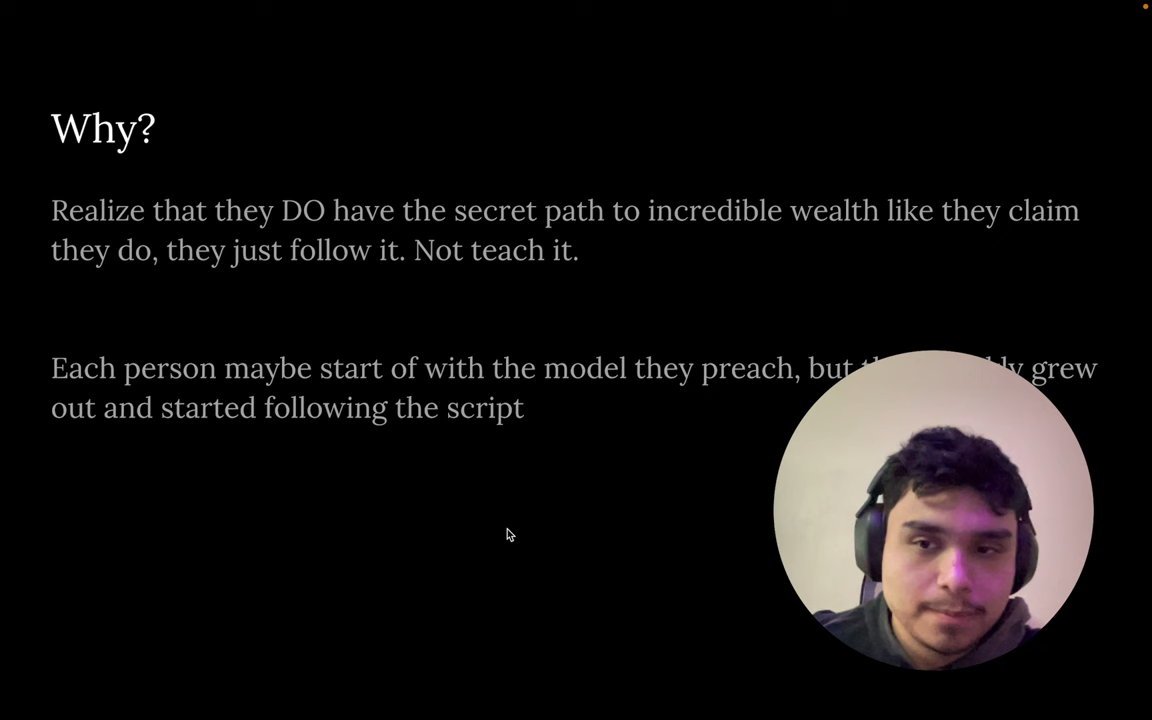 Why?
Realize that they DO have the secret path to incredible wealth like they claim
they do, they just follow it. Not teach it.
Each person maybe start of with the model they preach, but grew
out and started following the script